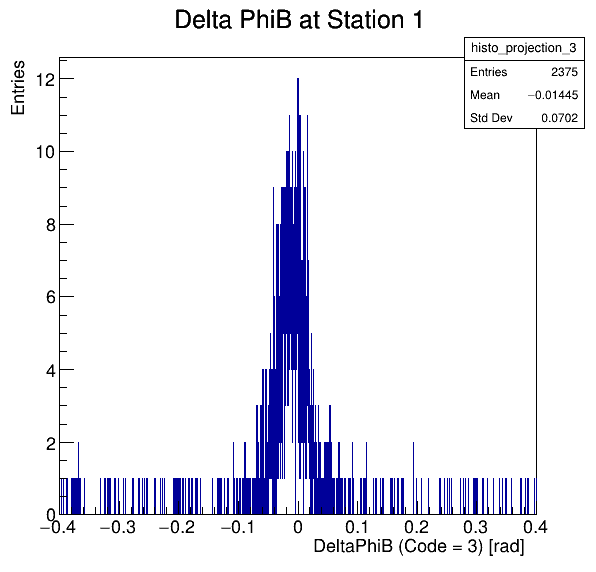 Delta PhiB at Station 1
histo_projection_3
Entries 2375
Mean −0.01445
Std Dev 0.0702
Entries
12
10
8
6
4
2
0
−0.4 −0.3 −0.2 −0.1 0 0.1 0.2 0.3 0.4
DeltaPhiB (Code = 3) [rad]